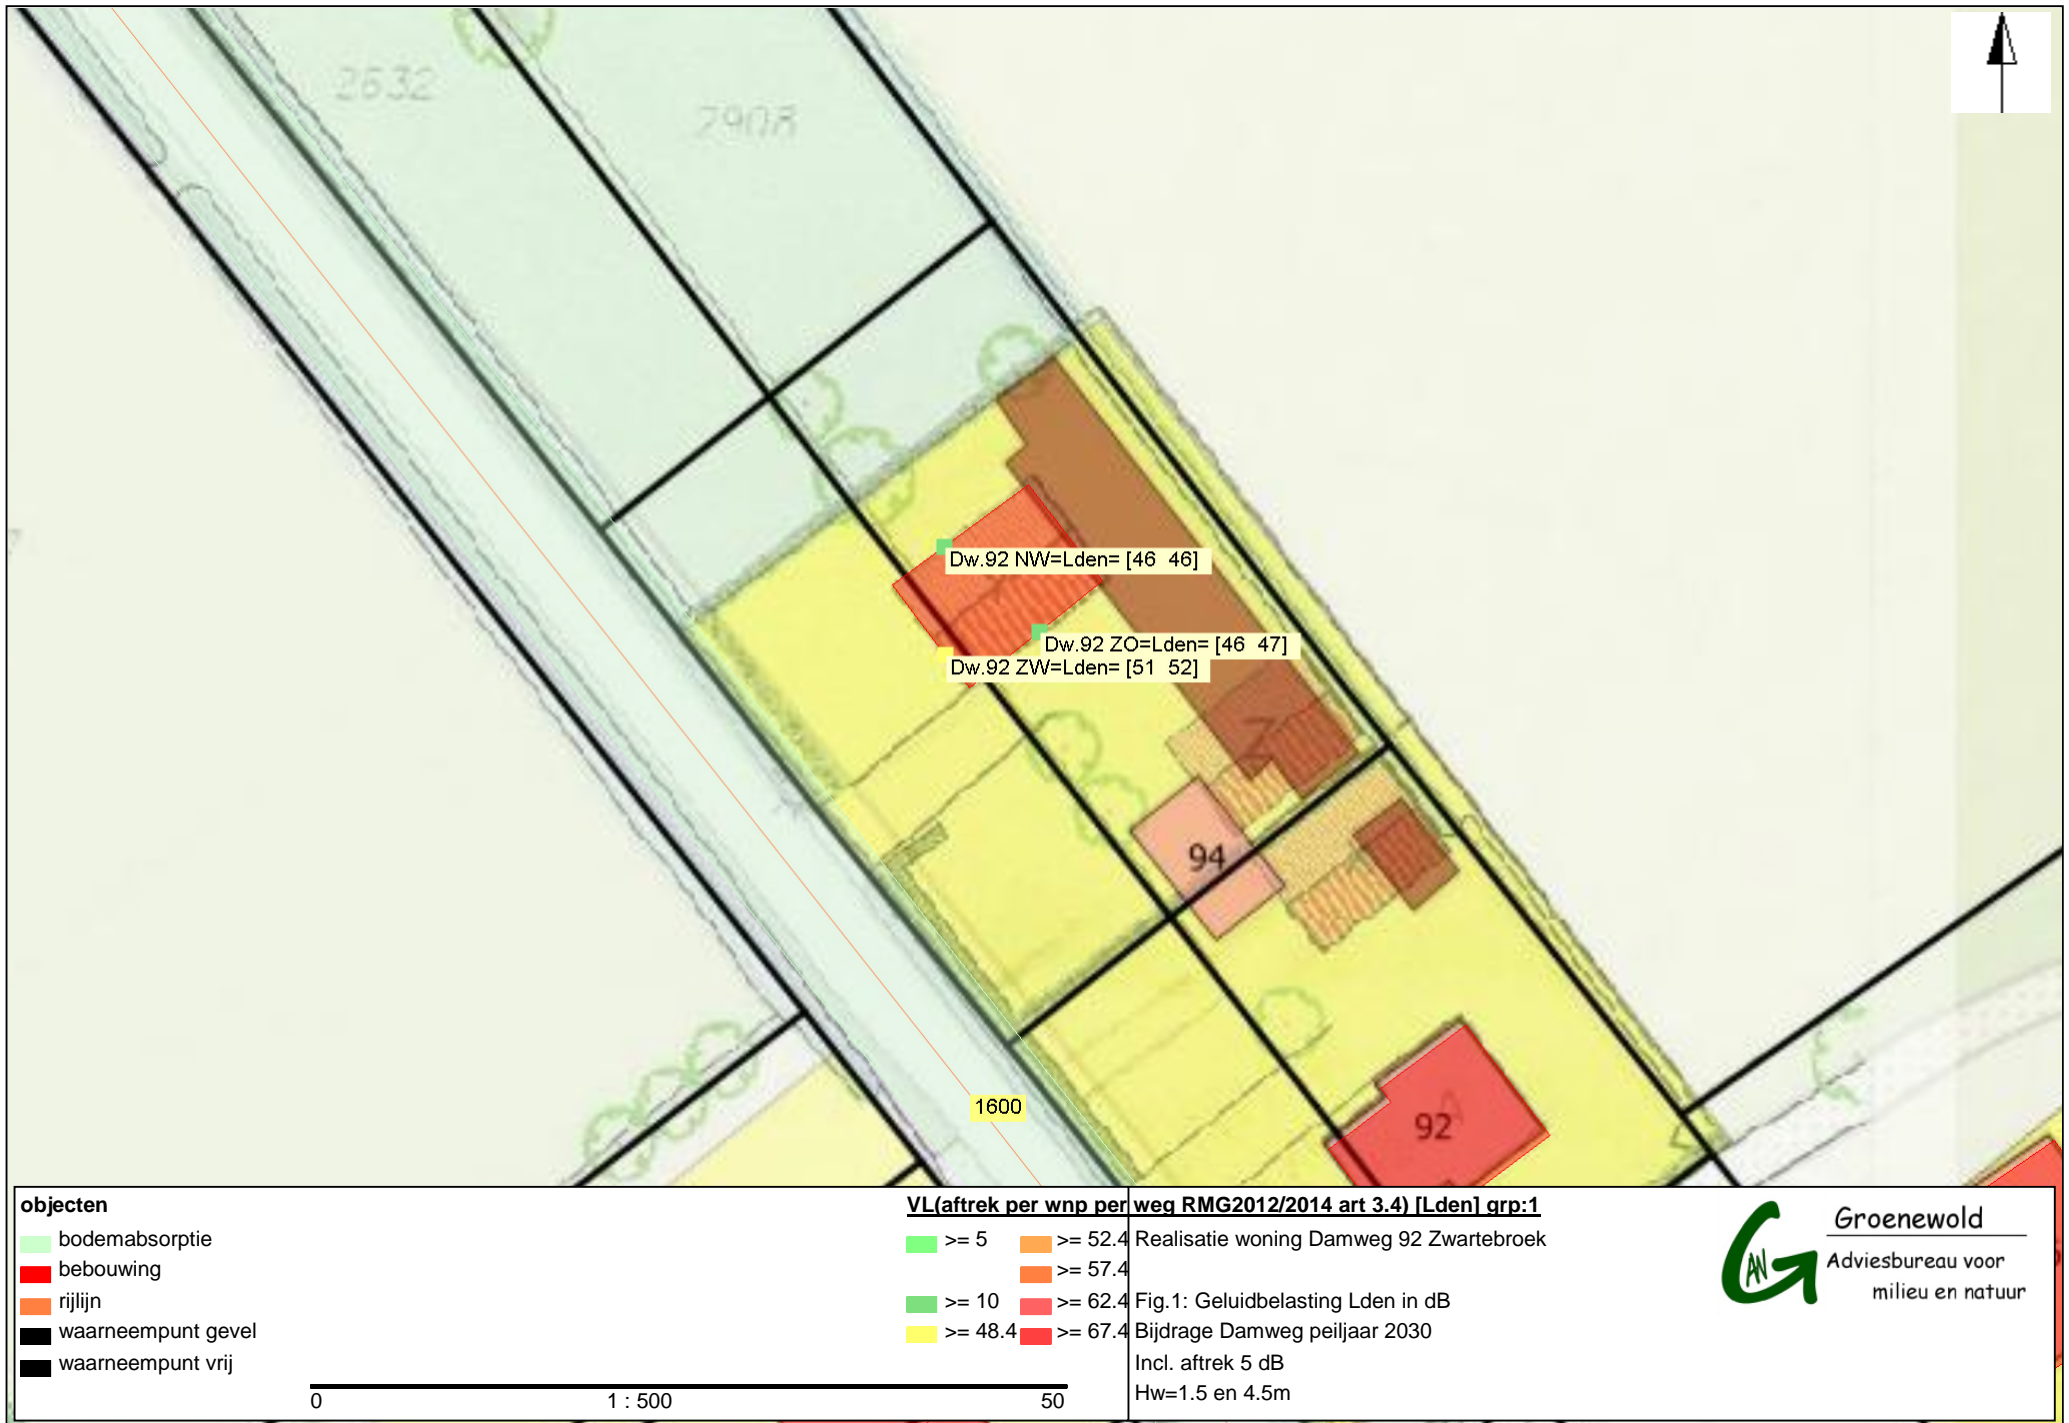 2632
2908
Dw.92 NW=Lden= [46 46]
Dw.92 ZO=Lden= [46 47]
Dw.92 ZW=Lden= [51 52]
94
1600
92
objecten
bodemabsorptie
bebouwing
rijlijn
waarneempunt gevel
waarneempunt vrij
0 1 : 500 50
VL(aftrek per wnp per weg RMG2012/2014 art 3.4) [Lden] grp:1
>= 5 >= 52.4
>= 57.4
>= 10 >= 62.4
>= 48.4 >= 67.4
Realisatie woning Damweg 92 Zwartebroek
Fig.1: Geluidbelasting Lden in dB
Bijdrage Damweg peiljaar 2030
Incl. aftrek 5 dB
Hw=1.5 en 4.5m
G AN
Groenewold
Adviesbureau voor
milieu en natuur